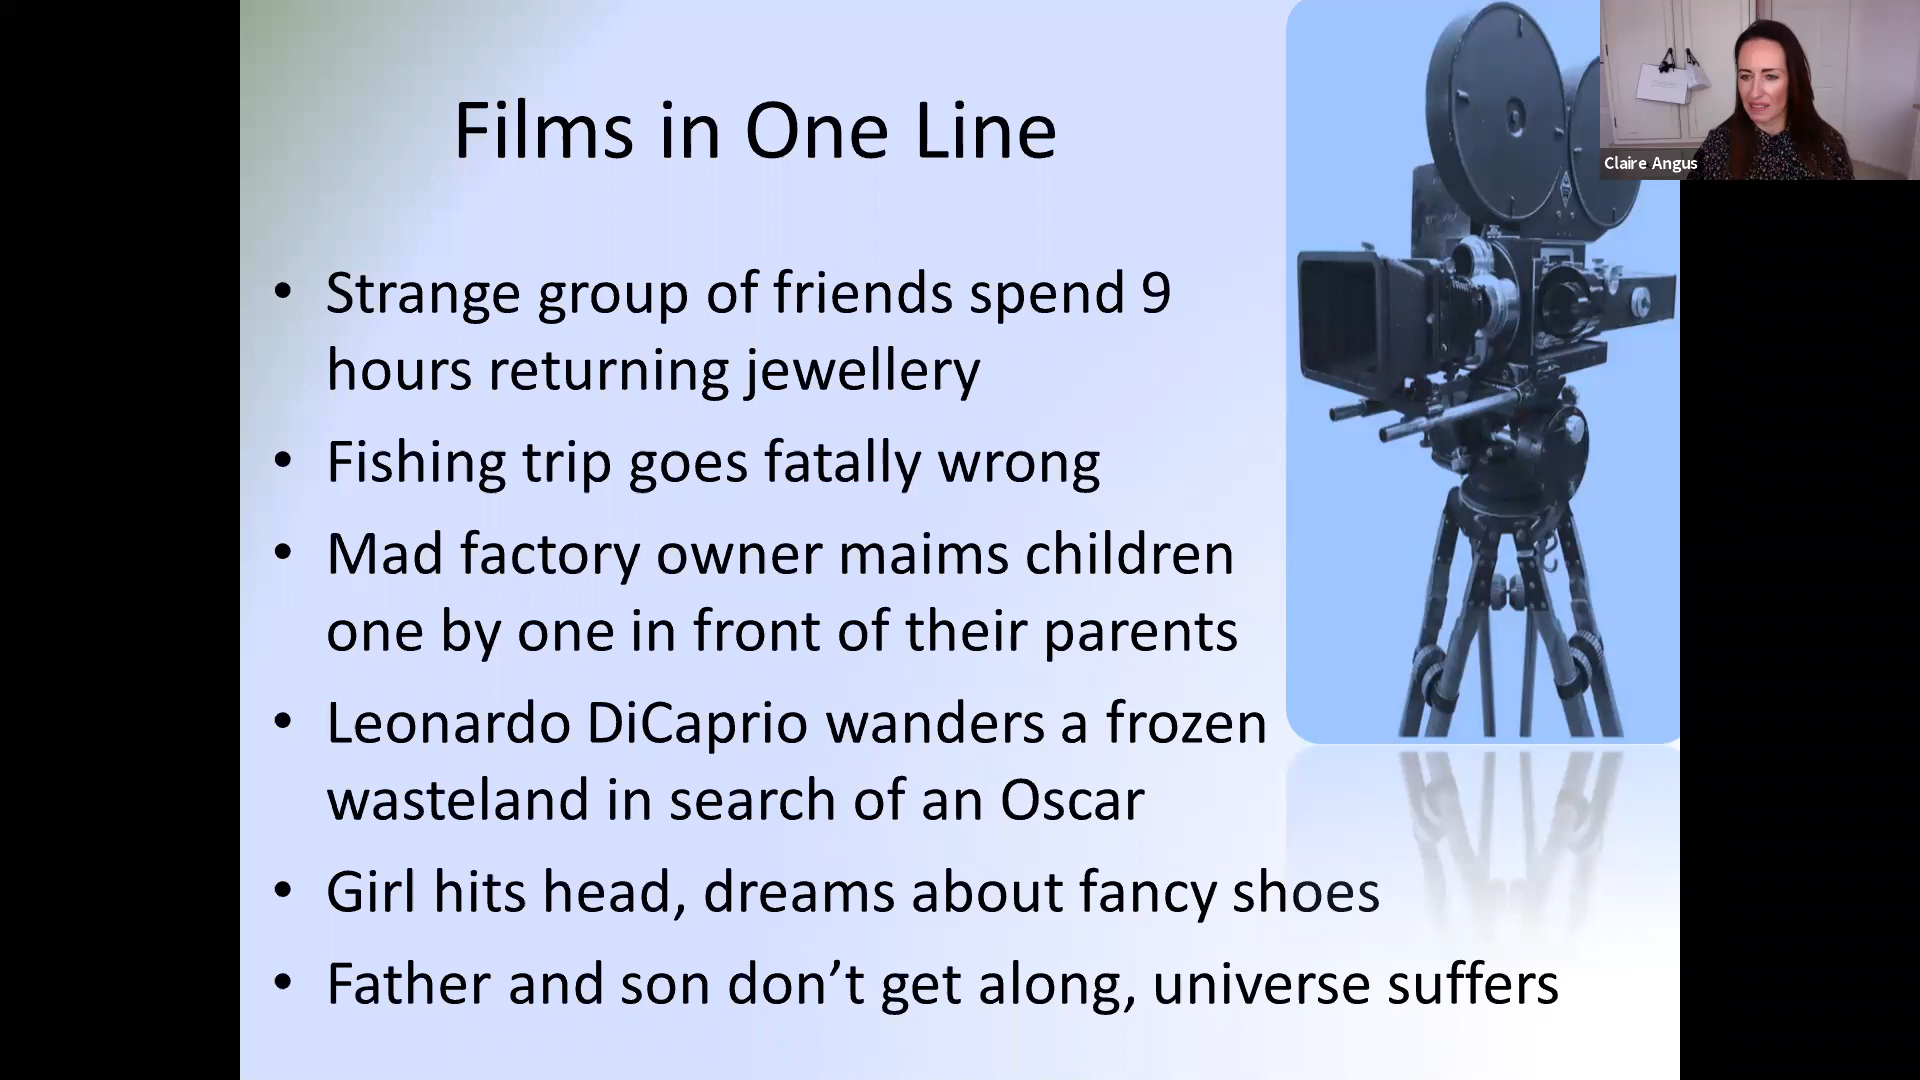 Films in One Line
Claire Angus
• Strange group of friends spend 9
hours returning jewellery
• Fishing trip goes fatally wrong
• Mad factory owner maims children
one by one in front of their parents
• Leonardo DiCaprio wanders a frozen
wasteland in search of an Oscar
• Girl hits head, dreams about fancy shoes
• Father and son don’t get along, universe suffers